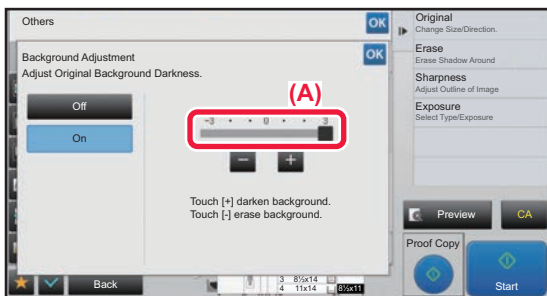 Others
OK
Background Adjustment
OK
Adjust Original Background Darkness.
Off
On
(A)
-3 • • 0 • • 3
−
+
Touch [+] darken background.
Touch [-] erase background.
Original
Change Size/Direction.
Erase
Erase Shadow Around
Sharpness
Adjust Outline of Image
Exposure
Select Type/Exposure
Preview
CA
Proof Copy
Start
Back
3 8½x14
4 11x14
8½x11